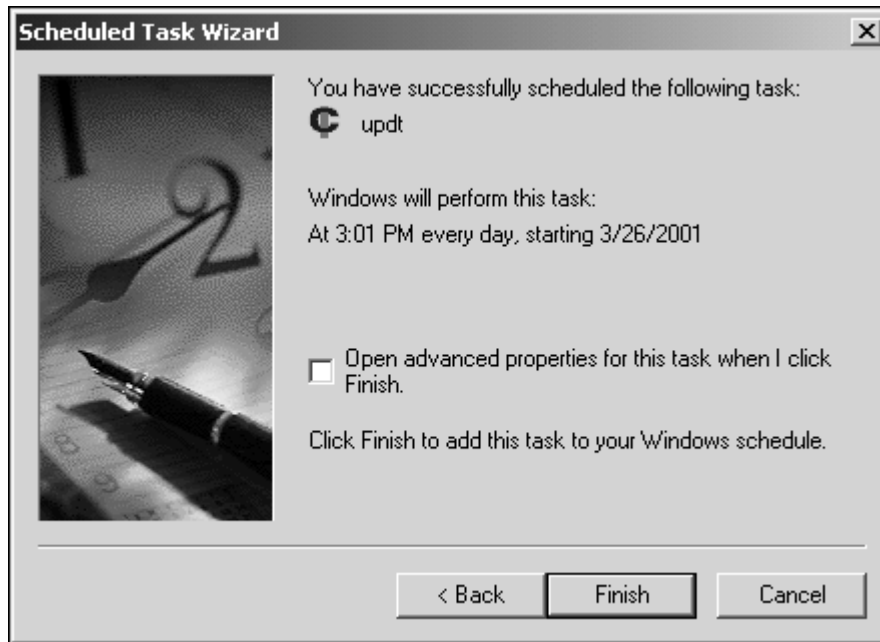 Scheduled Task Wizard
You have successfully scheduled the following task:
updt
Windows will perform this task:
At 3:01 PM every day, starting 3/26/2001
Open advanced properties for this task when I click
Finish.
Click Finish to add this task to your Windows schedule.
< Back
Finish
Cancel